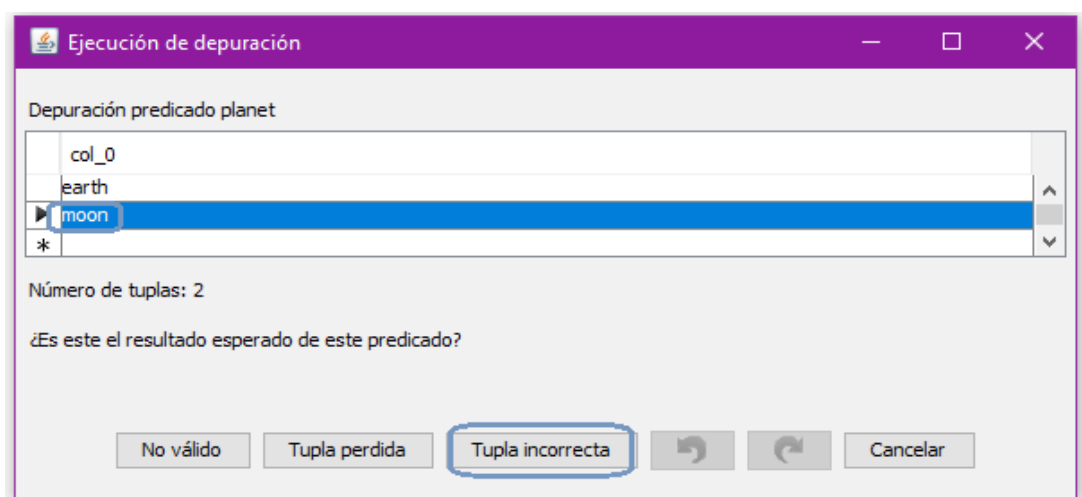 Ejecución de depuración
Depuración predicado planet
col_0
earth
moon
*
Número de tuplas: 2
¿Es este el resultado esperado de este predicado?
No válido Tupla perdida Tupla incorrecta Cancelar